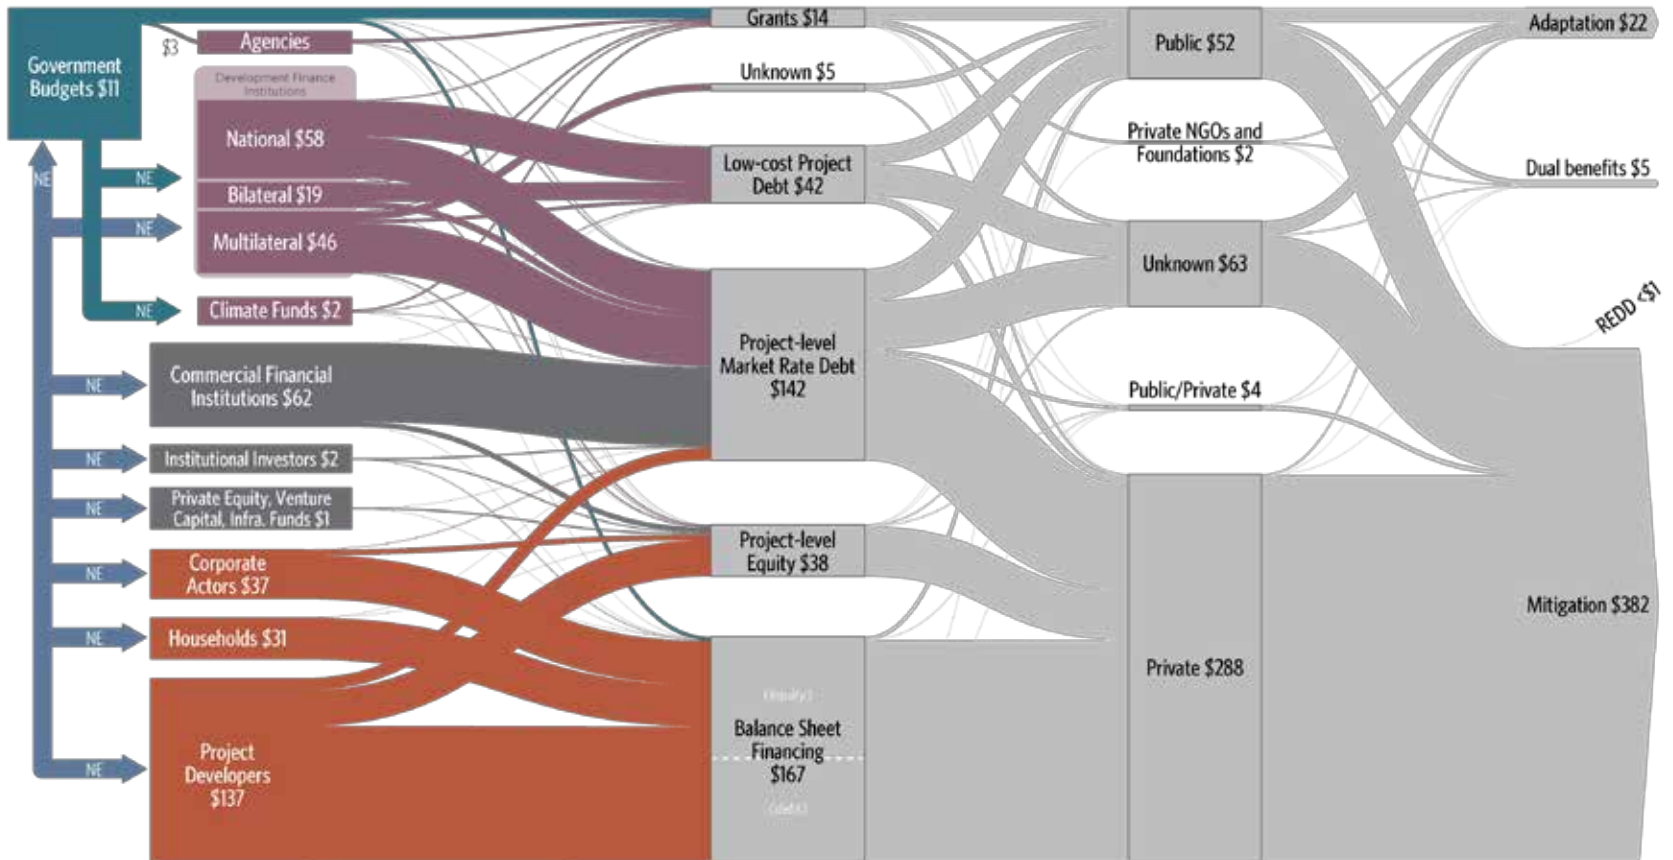 Government
Budgets $11
$3
NE
NE
NE
NE
NE
NE
NE
NE
NE
NE
Agencies
Development Finance
Institutions
National $58
Bilateral $19
Multilateral $46
Climate Funds $2
Commercial Financial
Institutions $62
Institutional Investors $2
Private Equity, Venture
Capital, Infra. Funds $1
Corporate
Actors $37
Households $31
Project
Developers
$137
Grants $14
Unknown $5
Low-cost Project
Debt $42
Project-level
Market Rate Debt
$142
Project-level
Equity $38
(equity)
Balance Sheet
Financing
$167
(debt)
Public $52
Private NGOs and
Foundations $2
Unknown $63
Public/Private $4
Private $288
Adaptation $22
Dual benefits $5
REDD <$1
Mitigation $382